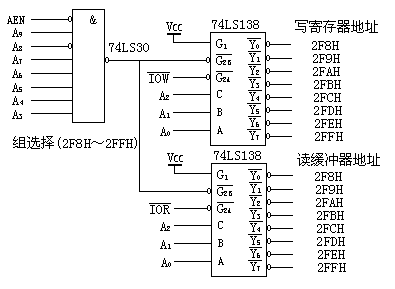 AEN
A9
A8
A7
A6
A5
A4
A3
&
74LS30
组选择(2F8H～2FFH)
Vcc
74LS138
写寄存器地址
G1
G2B
G2A
C
B
A
IOW
A2
A1
A0
Y0 2F8H
Y1 2F9H
Y2 2FAH
Y3 2FBH
Y4 2FCH
Y5 2FDH
Y6 2FEH
Y7 2FFH
Vcc
74LS138
读缓冲器地址
G1
G2B
G2A
C
B
A
IOR
A2
A1
A0
Y0 2F8H
Y1 2F9H
Y2 2FAH
Y3 2FBH
Y4 2FCH
Y5 2FDH
Y6 2FEH
Y7 2FFH